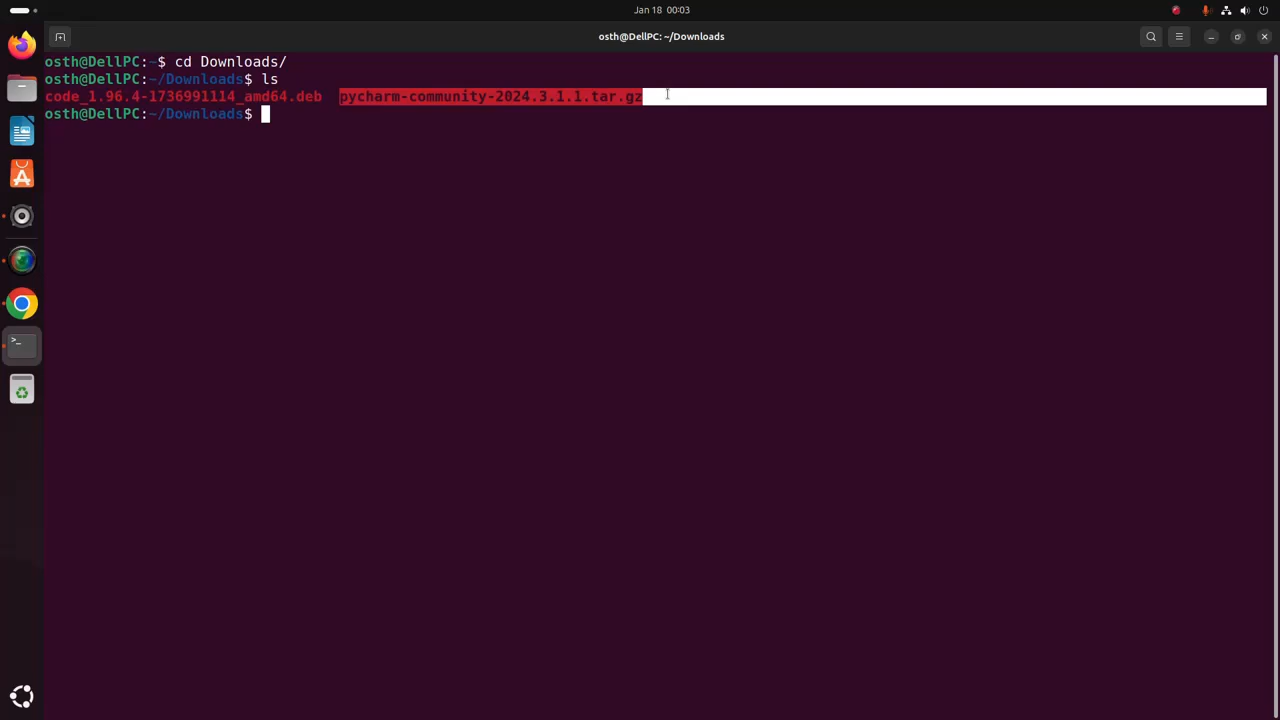 Jan 18 00:03
osth@DellPC: ~/Downloads
osth@DellPC:~$ cd Downloads/
osth@DellPC:~/Downloads$ ls
code_1.96.4-1736991114_amd64.deb  pycharm-community-2024.3.1.1.tar.gz
osth@DellPC:~/Downloads$